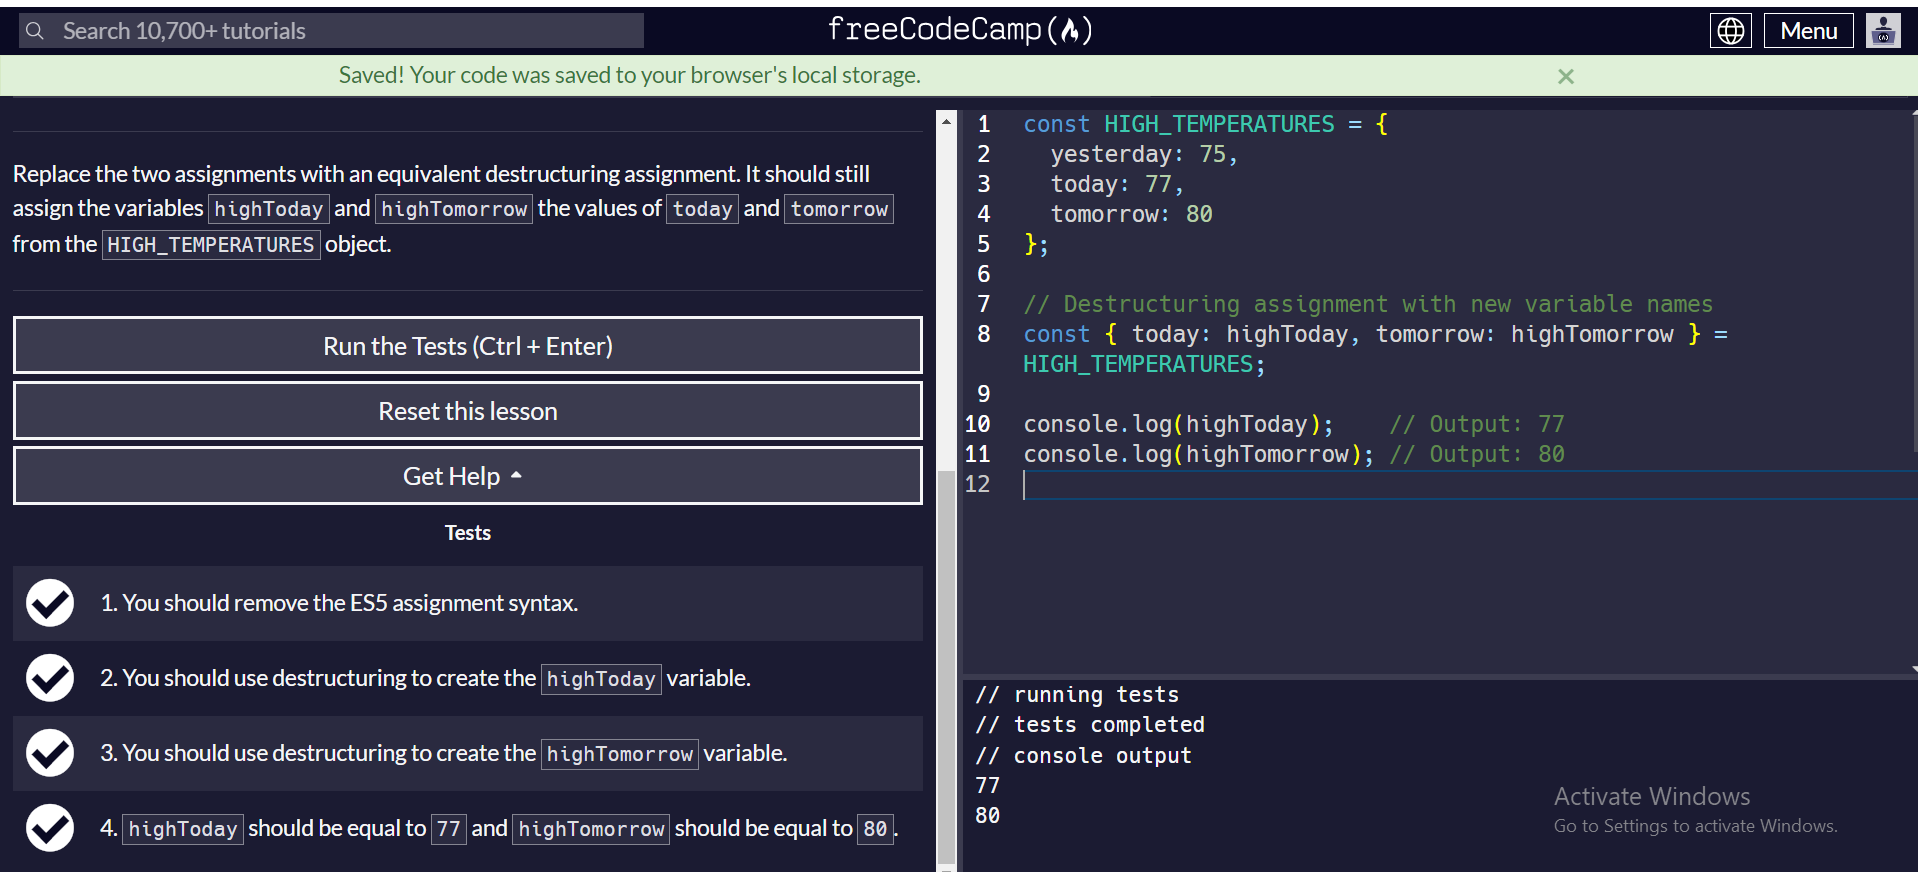 Search 10,700+ tutorials
freeCodeCamp(🔥)
Menu
Saved! Your code was saved to your browser's local storage.
×
Replace the two assignments with an equivalent destructuring assignment. It should still
assign the variables highToday and highTomorrow the values of today and tomorrow
from the HIGH_TEMPERATURES object.
Run the Tests (Ctrl + Enter)
Reset this lesson
Get Help
Tests
1. You should remove the ES5 assignment syntax.
2. You should use destructuring to create the highToday variable.
3. You should use destructuring to create the highTomorrow variable.
4. highToday should be equal to 77 and highTomorrow should be equal to 80.
1 const HIGH_TEMPERATURES = {
2   yesterday: 75,
3   today: 77,
4   tomorrow: 80
5 };
6
7 // Destructuring assignment with new variable names
8 const { today: highToday, tomorrow: highTomorrow } =
HIGH_TEMPERATURES;
9
10 console.log(highToday);    // Output: 77
11 console.log(highTomorrow); // Output: 80
12
// running tests
// tests completed
// console output
77
80
Activate Windows
Go to Settings to activate Windows.